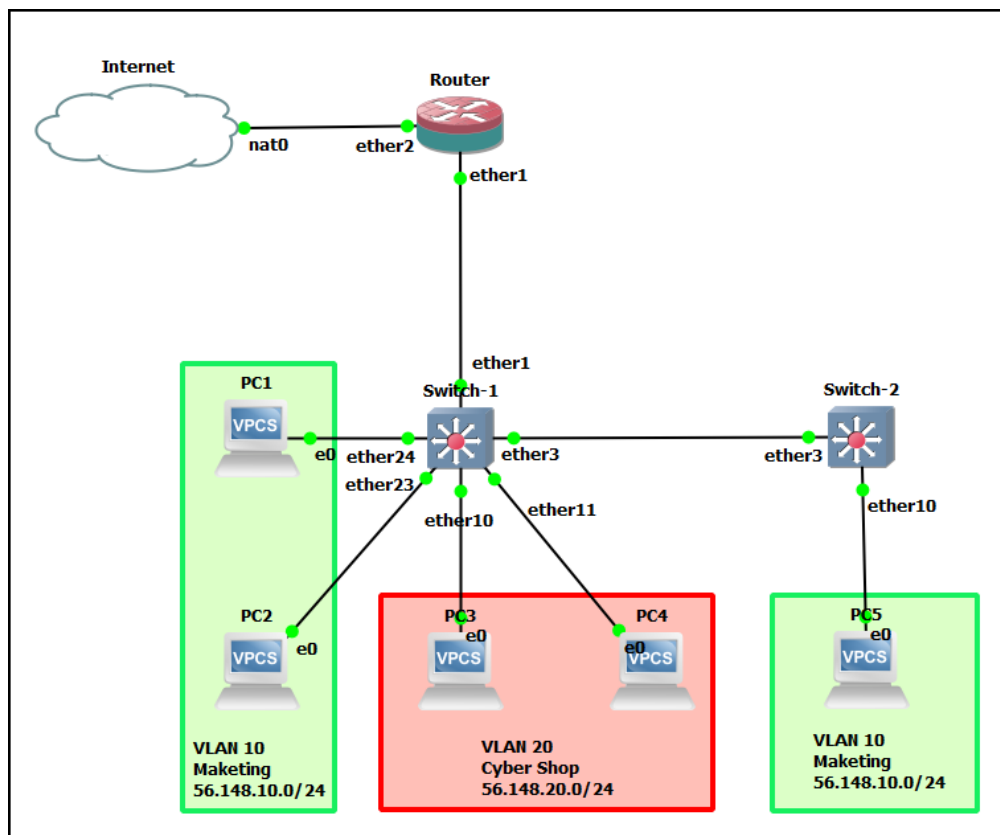 Internet
Router
nat0
ether2
ether1
ether1
PC1
Switch-1
Switch-2
VPCS
e0
ether24
ether3
ether3
ether23
ether10
ether11
ether10
PC2
PC3
PC4
PC5
e0
e0
e0
e0
VPCS
VPCS
VPCS
VPCS
VLAN 10
Maketing
56.148.10.0/24
VLAN 20
Cyber Shop
56.148.20.0/24
VLAN 10
Maketing
56.148.10.0/24